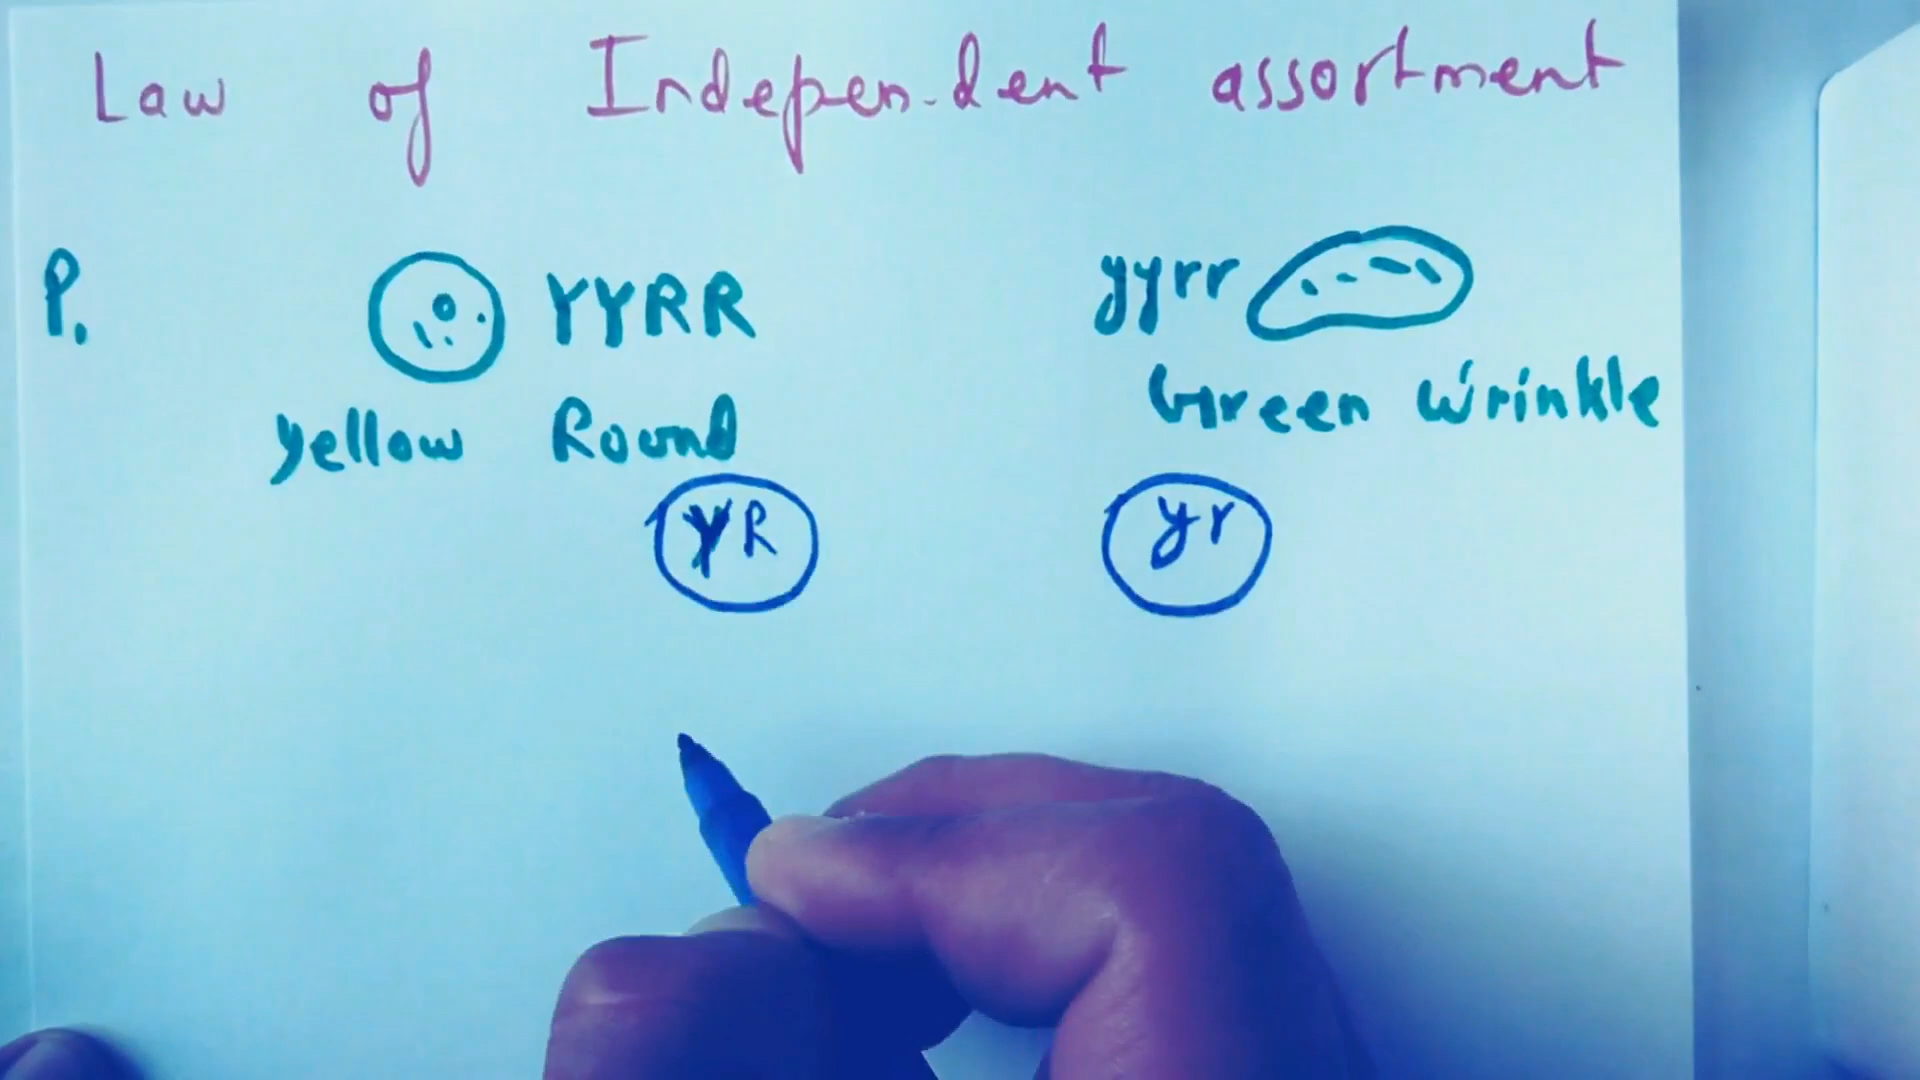 Law of Indepen-dent assortment
P. YYRR yyrr
yellow Round Green Wrinkle
YR yr